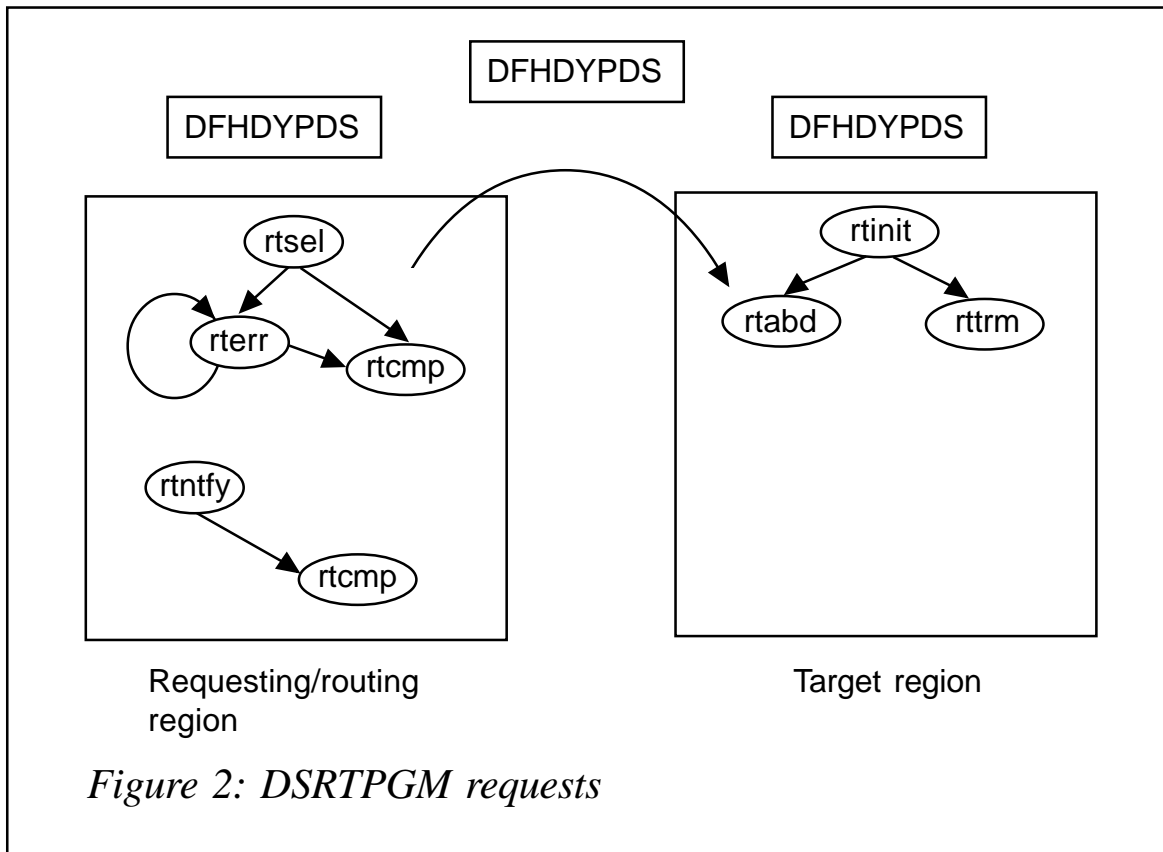 DFHDYPDS
DFHDYPDS
DFHDYPDS
rtsel
rterr
rtcmp
rtntfy
rtcmp
rtinit
rtabd
rttrm
Requesting/routing
region
Target region
Figure 2: DSRTPGM requests